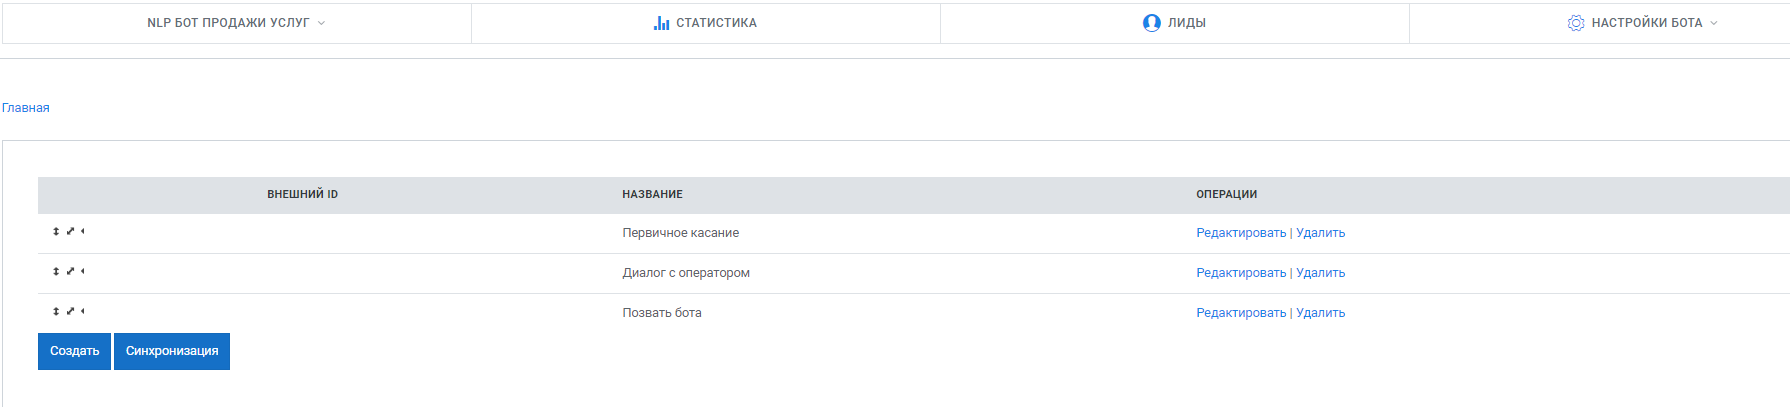 NLP БОТ ПРОДАЖИ УСЛУГ СТАТИСТИКА ЛИДЫ НАСТРОЙКИ БОТА
Главная
ВНЕШНИЙ ID НАЗВАНИЕ ОПЕРАЦИИ
Первичное касание Редактировать | Удалить
Диалог с оператором Редактировать | Удалить
Позвать бота Редактировать | Удалить
Создать Синхронизация